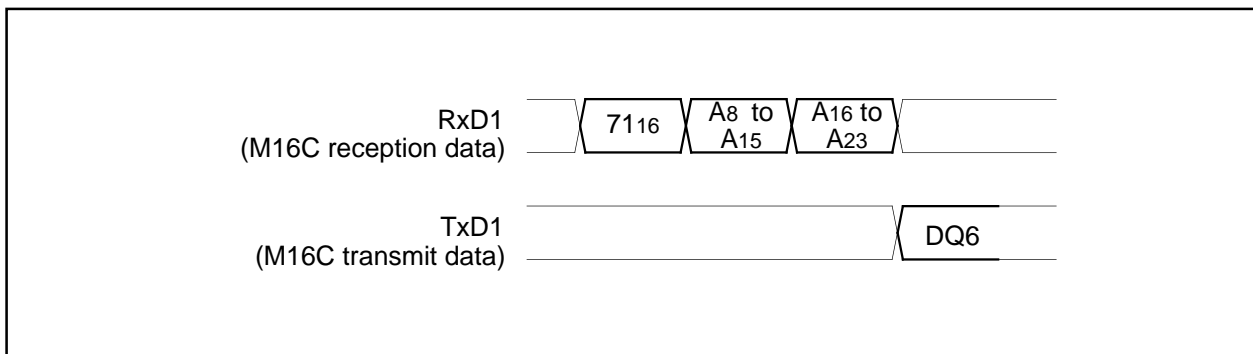 RxD1
(M16C reception data)
7116
A8 to
A15
A16 to
A23
TxD1
(M16C transmit data)
DQ6